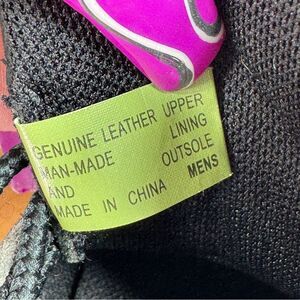 GENUINE LEATHER UPPER
MAN-MADE LINING
AND OUTSOLE
MADE IN CHINA MENS